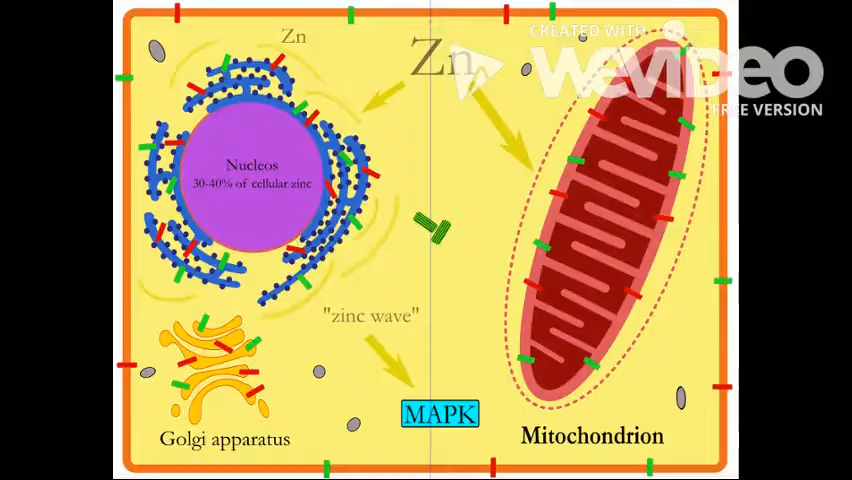 Zn
Zn
CREATED WITH
WEVIDEO
FREE VERSION
Nucleos
30-40% of cellular zinc
"zinc wave"
MAPK
Golgi apparatus
Mitochondrion